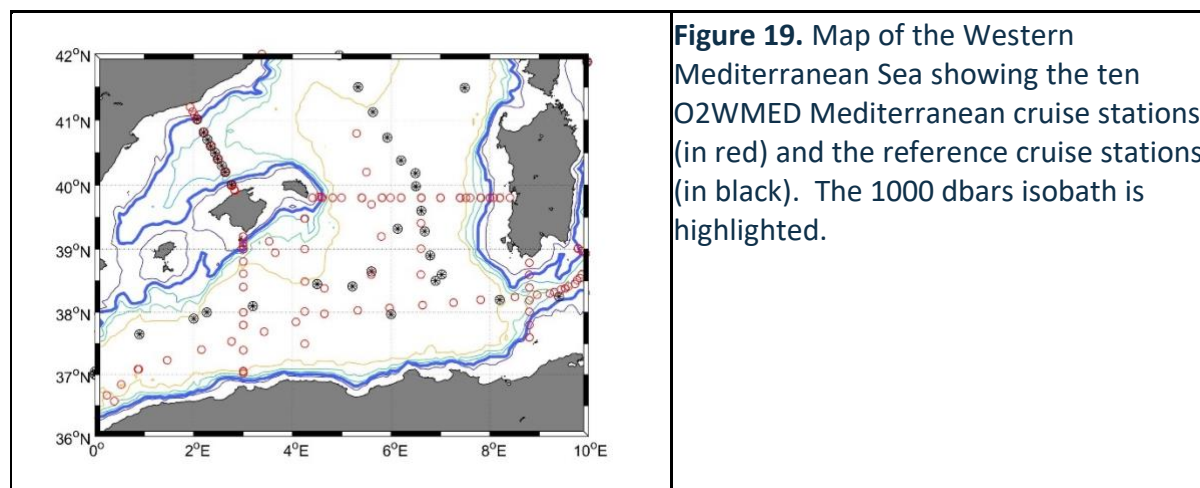 42°N
41°N
40°N
39°N
38°N
37°N
36°N
0°
2°E
4°E
6°E
8°E
10°E
Figure 19. Map of the Western
Mediterranean Sea showing the ten
O2WMED Mediterranean cruise stations
(in red) and the reference cruise stations
(in black).  The 1000 dbars isobath is
highlighted.